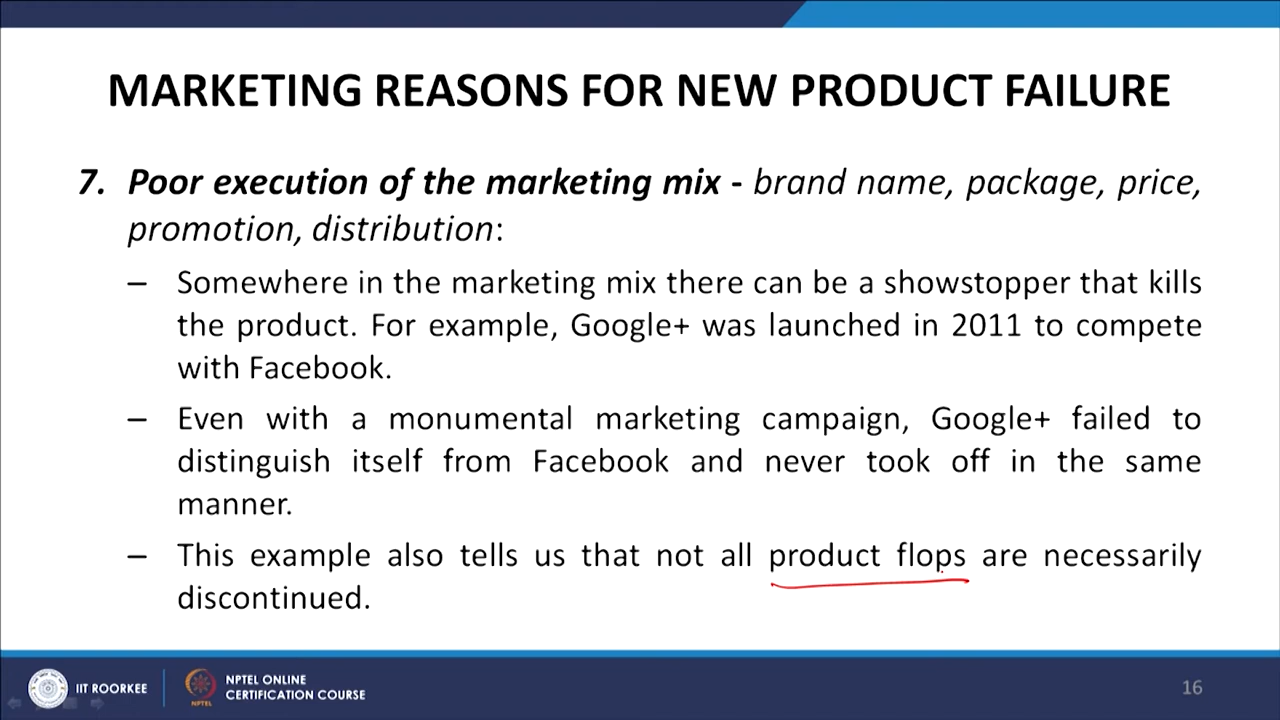 MARKETING REASONS FOR NEW PRODUCT FAILURE
7. Poor execution of the marketing mix - brand name, package, price,
promotion, distribution:
– Somewhere in the marketing mix there can be a showstopper that kills
the product. For example, Google+ was launched in 2011 to compete
with Facebook.
– Even with a monumental marketing campaign, Google+ failed to
distinguish itself from Facebook and never took off in the same
manner.
– This example also tells us that not all product flops are necessarily
discontinued.
IIT ROORKEE
NPTEL
NPTEL ONLINE
CERTIFICATION COURSE
16